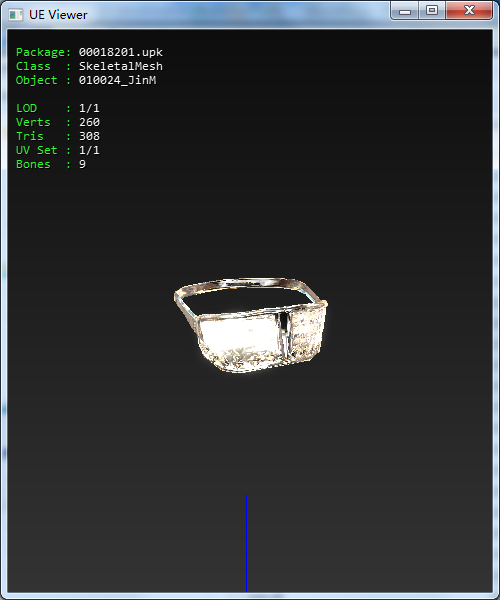 UE Viewer
Package: 00018201.upk
Class : SkeletalMesh
Object : 010024_JinM
LOD : 1/1
Verts : 260
Tris : 308
UV Set : 1/1
Bones : 9